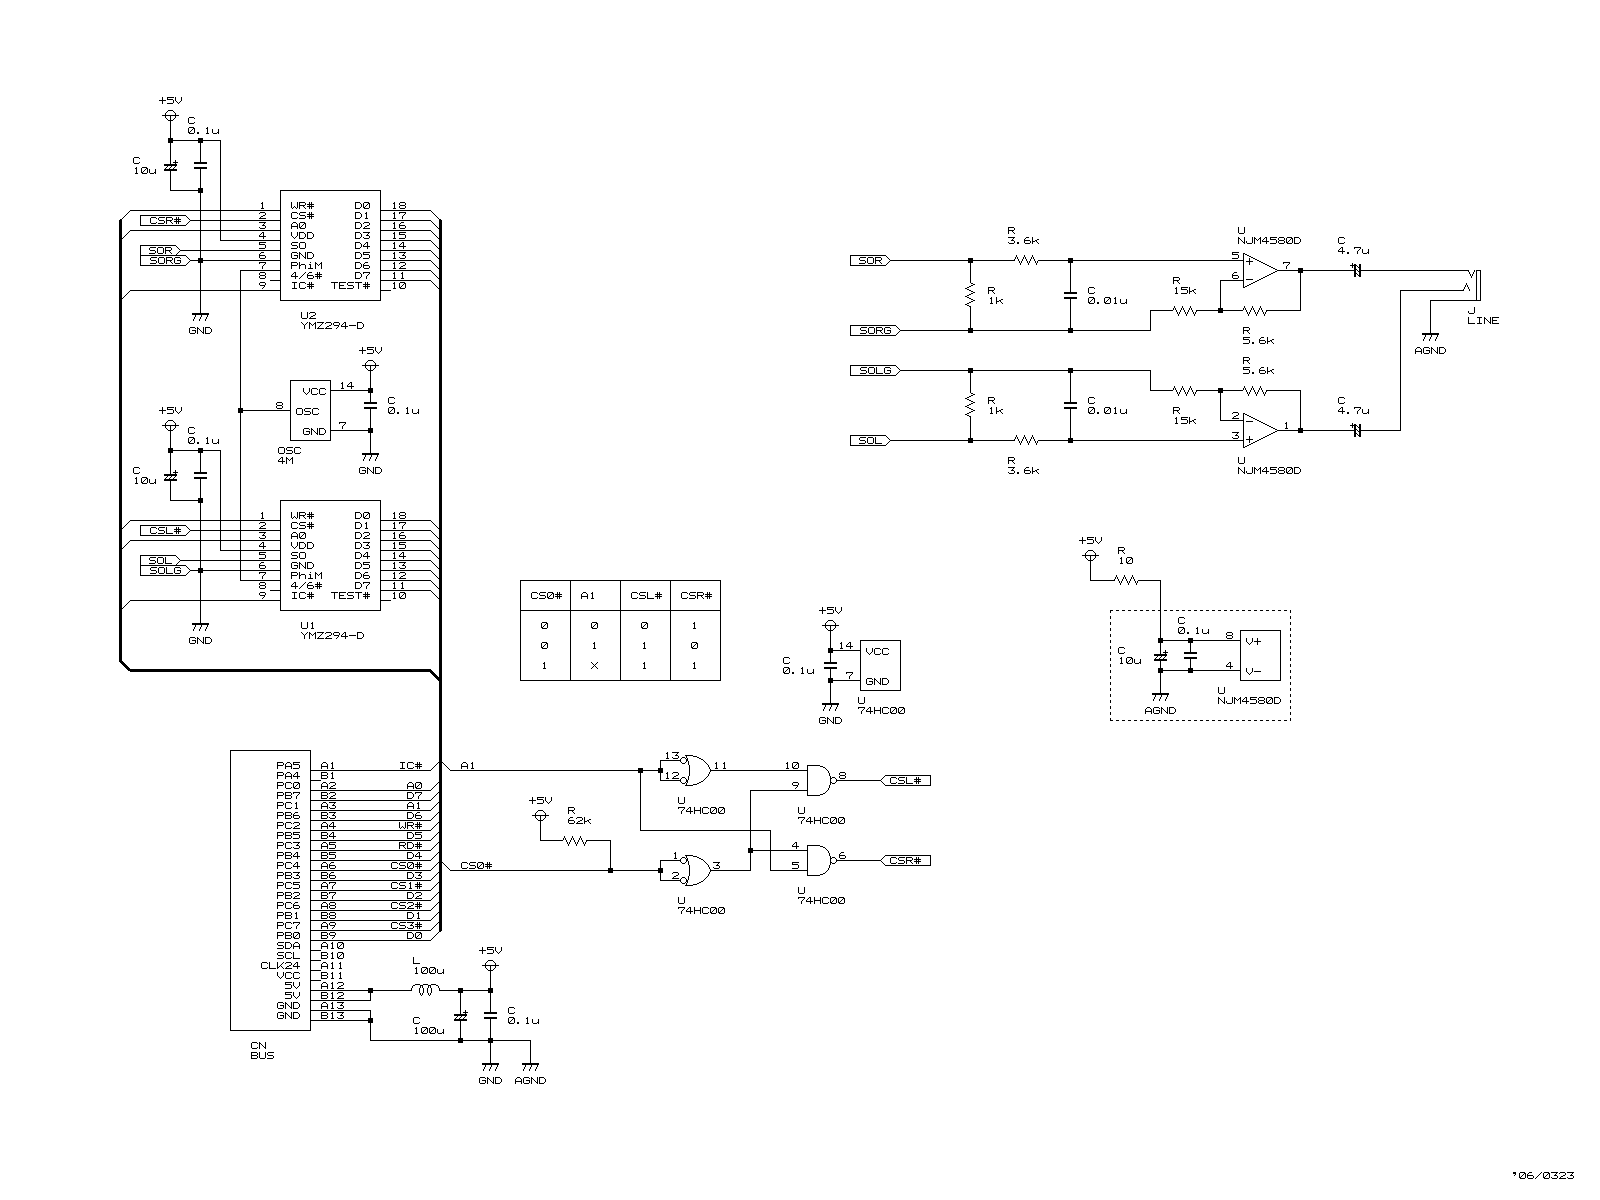 +5V
C
0.1u
C
10u
1 WR# D0 18
CSR# 2 CS# D1 17
3 A0 D2 16
4 VDD D3 15
SOR 5 SO D4 14
SORG 6 GND D5 13
7 PhiM D6 12
8 4/6# D7 11
9 IC# TEST# 10
U2
YMZ294-D
GND
+5V
VCC 14
8 OSC
GND 7
C
0.1u
OSC
4M
GND
+5V
C
0.1u
C
10u
1 WR# D0 18
CSL# 2 CS# D1 17
3 A0 D2 16
4 VDD D3 15
SOL 5 SO D4 14
SOLG 6 GND D5 13
7 PhiM D6 12
8 4/6# D7 11
9 IC# TEST# 10
U1
YMZ294-D
GND
SOR
R
3.6k
R
1k
C
0.01u
SORG
U
NJM4580D
5
+
6
-
7
R
15k
R
5.6k
C
4.7u
J
LINE
AGND
SOLG
R
1k
C
0.01u
SOL
R
3.6k
R
5.6k
R
15k
2
-
3
+
1
U
NJM4580D
C
4.7u
CS0# A1 CSL# CSR#
0 0 0 1
0 1 1 0
1 X 1 1
+5V
C
0.1u
14 VCC
7 GND
U
74HC00
GND
+5V
R
10
C
0.1u
C
10u
8 V+
4 V-
U
NJM4580D
AGND
PA5 A1 IC#
PA4 B1
PC0 A2 A0
PB7 B2 D7
PC1 A3 A1
PB6 B3 D6
PC2 A4 WR#
PB5 B4 D5
PC3 A5 RD#
PB4 B5 D4
PC4 A6 CS0#
PB3 B6 D3
PC5 A7 CS1#
PB2 B7 D2
PC6 A8 CS2#
PB1 B8 D1
PC7 A9 CS3#
PB0 B9 D0
SDA A10
SCL B10
CLK24 A11
VCC B11
5V A12
5V B12
GND A13
GND B13
CN
BUS
A1
13
12
11
U
74HC00
10
9
8
CSL#
U
74HC00
+5V
R
62k
CS0#
1
2
3
U
74HC00
4
5
6
CSR#
U
74HC00
L
100u
+5V
C
100u
C
0.1u
GND
AGND
'06/0323